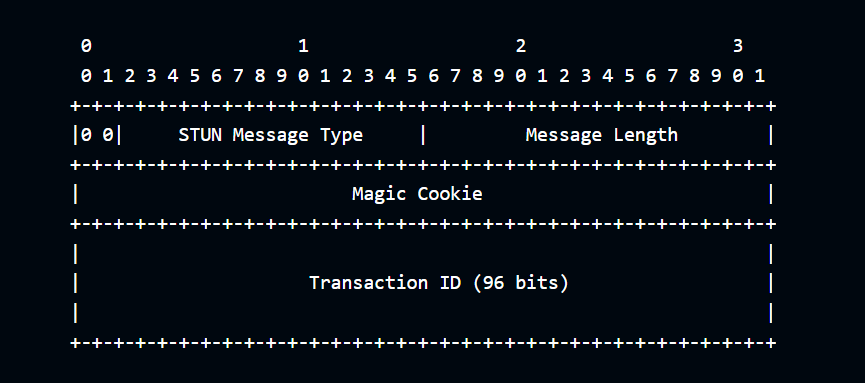 0                   1                   2                   3
 0 1 2 3 4 5 6 7 8 9 0 1 2 3 4 5 6 7 8 9 0 1 2 3 4 5 6 7 8 9 0 1
+-+-+-+-+-+-+-+-+-+-+-+-+-+-+-+-+-+-+-+-+-+-+-+-+-+-+-+-+-+-+-+-+
|0 0|     STUN Message Type     |         Message Length        |
+-+-+-+-+-+-+-+-+-+-+-+-+-+-+-+-+-+-+-+-+-+-+-+-+-+-+-+-+-+-+-+-+
|                         Magic Cookie                          |
+-+-+-+-+-+-+-+-+-+-+-+-+-+-+-+-+-+-+-+-+-+-+-+-+-+-+-+-+-+-+-+-+
|                                                               |
|                     Transaction ID (96 bits)                  |
|                                                               |
+-+-+-+-+-+-+-+-+-+-+-+-+-+-+-+-+-+-+-+-+-+-+-+-+-+-+-+-+-+-+-+-+